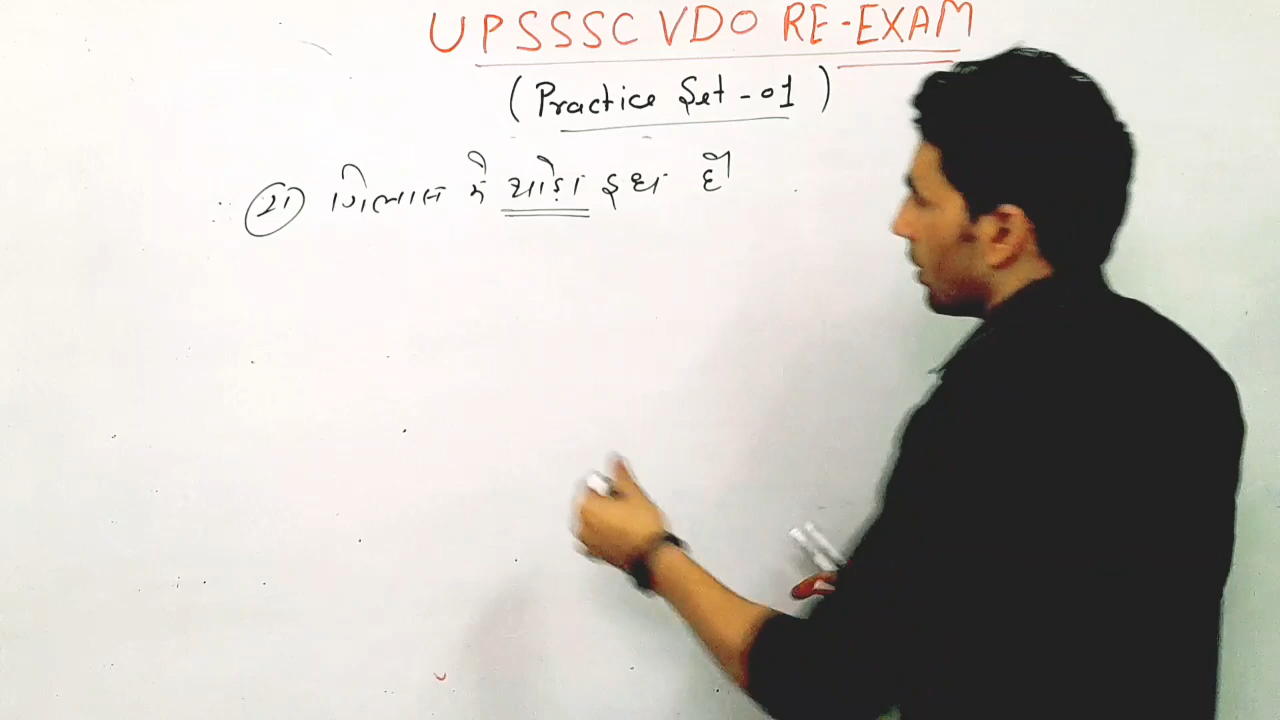 UPSSSC VDO RE-EXAM
(Practice Set-01)
21 गिलास मे थोड़ा दूध है